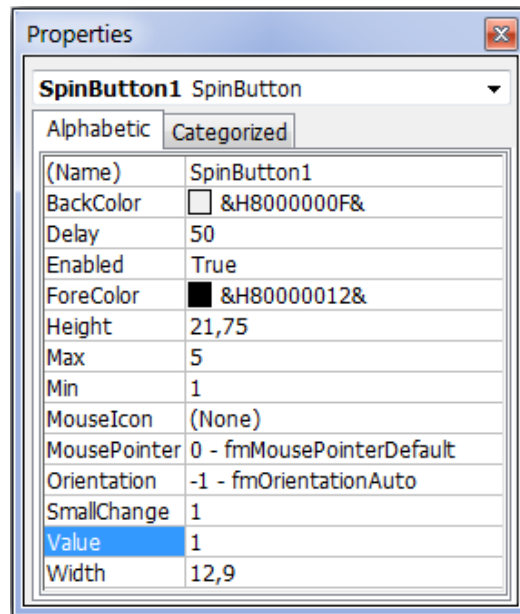 Properties
SpinButton1 SpinButton
Alphabetic Categorized
(Name) SpinButton1
BackColor &H8000000F&
Delay 50
Enabled True
ForeColor &H80000012&
Height 21,75
Max 5
Min 1
MouseIcon (None)
MousePointer 0 - fmMousePointerDefault
Orientation -1 - fmOrientationAuto
SmallChange 1
Value 1
Width 12,9